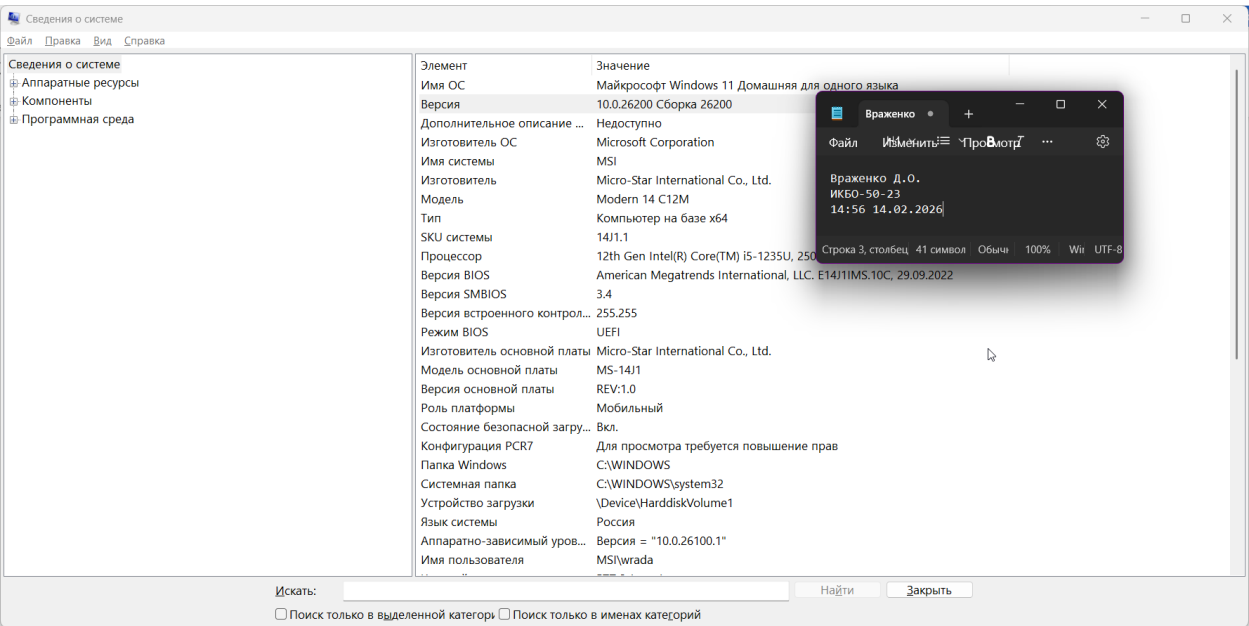 Сведения о системе
Файл Правка Вид Справка
Сведения о системе
Аппаратные ресурсы
Компоненты
Программная среда
Элемент Значение
Имя ОС Майкрософт Windows 11 Домашняя для одного языка
Версия 10.0.26200 Сборка 26200
Дополнительное описание ... Недоступно
Изготовитель ОС Microsoft Corporation
Имя системы MSI
Изготовитель Micro-Star International Co., Ltd.
Модель Modern 14 C12M
Тип Компьютер на базе x64
SKU системы 14J1.1
Процессор 12th Gen Intel(R) Core(TM) i5-1235U, 250
Версия BIOS American Megatrends International, LLC. E14J1IMS.10C, 29.09.2022
Версия SMBIOS 3.4
Версия встроенного контрол... 255.255
Режим BIOS UEFI
Изготовитель основной платы Micro-Star International Co., Ltd.
Модель основной платы MS-14J1
Версия основной платы REV:1.0
Роль платформы Мобильный
Состояние безопасной загру... Вкл.
Конфигурация PCR7 Для просмотра требуется повышение прав
Папка Windows C:\WINDOWS
Системная папка C:\WINDOWS\system32
Устройство загрузки \Device\HarddiskVolume1
Язык системы Россия
Аппаратно-зависимый уров... Версия = "10.0.26100.1"
Имя пользователя MSI\wrada
Враженко
Файл Изменить Просмотр
Враженко Д.О.
ИКБО-50-23
14:56 14.02.2026
Строка 3, столбец 41 символ Обычн 100% Wir UTF-8
Искать: Найти Закрыть
Поиск только в выделенной категори Поиск только в именах категорий